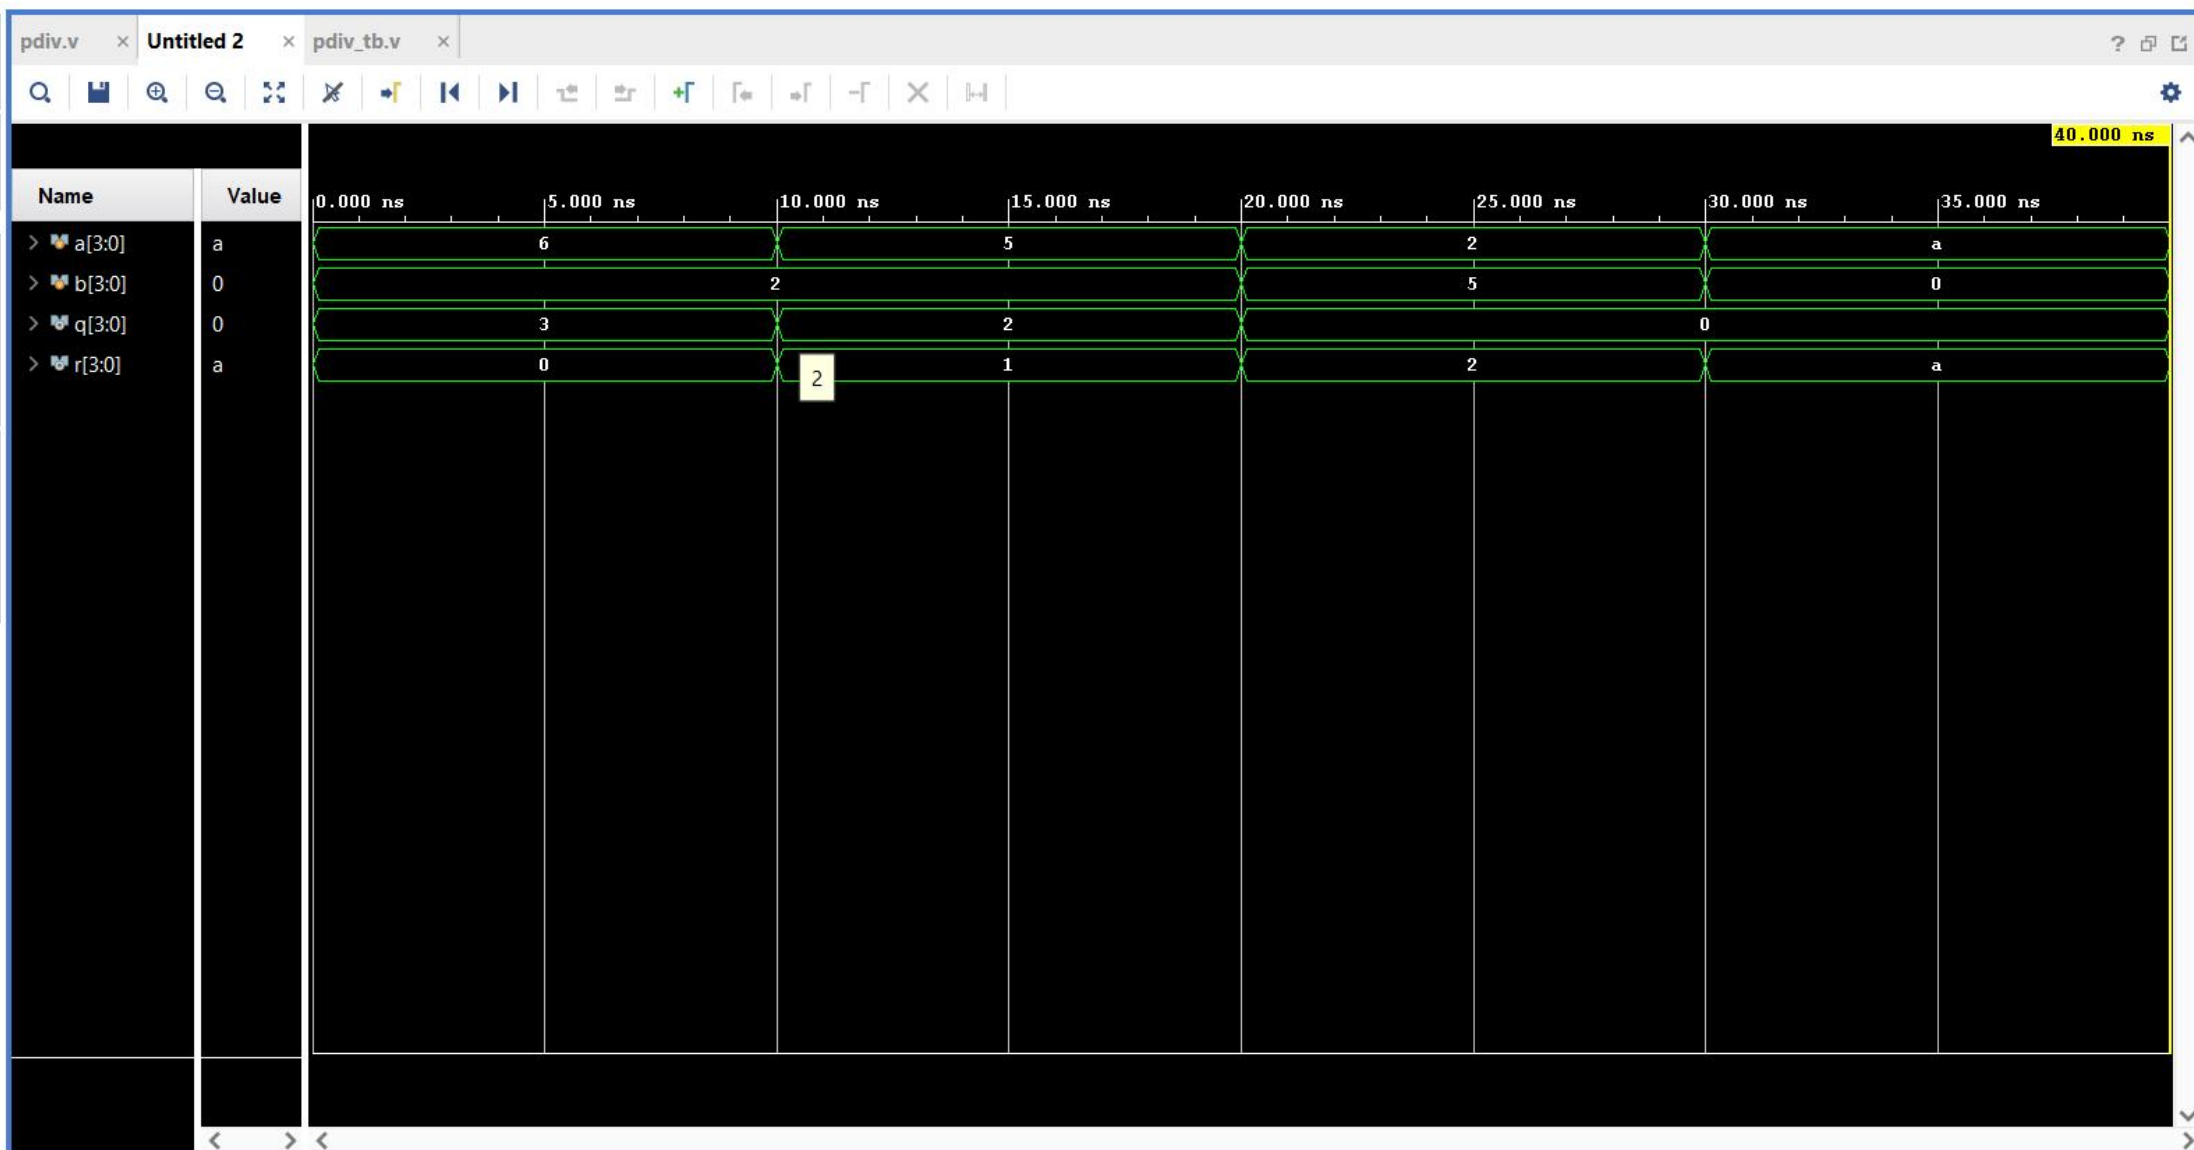 pdiv.v × Untitled 2 × pdiv_tb.v ×
?
40.000 ns
Name Value 0.000 ns 5.000 ns 10.000 ns 15.000 ns 20.000 ns 25.000 ns 30.000 ns 35.000 ns
a[3:0] a 6 5 2 a
b[3:0] 0 2 5 0
q[3:0] 0 3 2 0
r[3:0] a 0 1 2 a
2